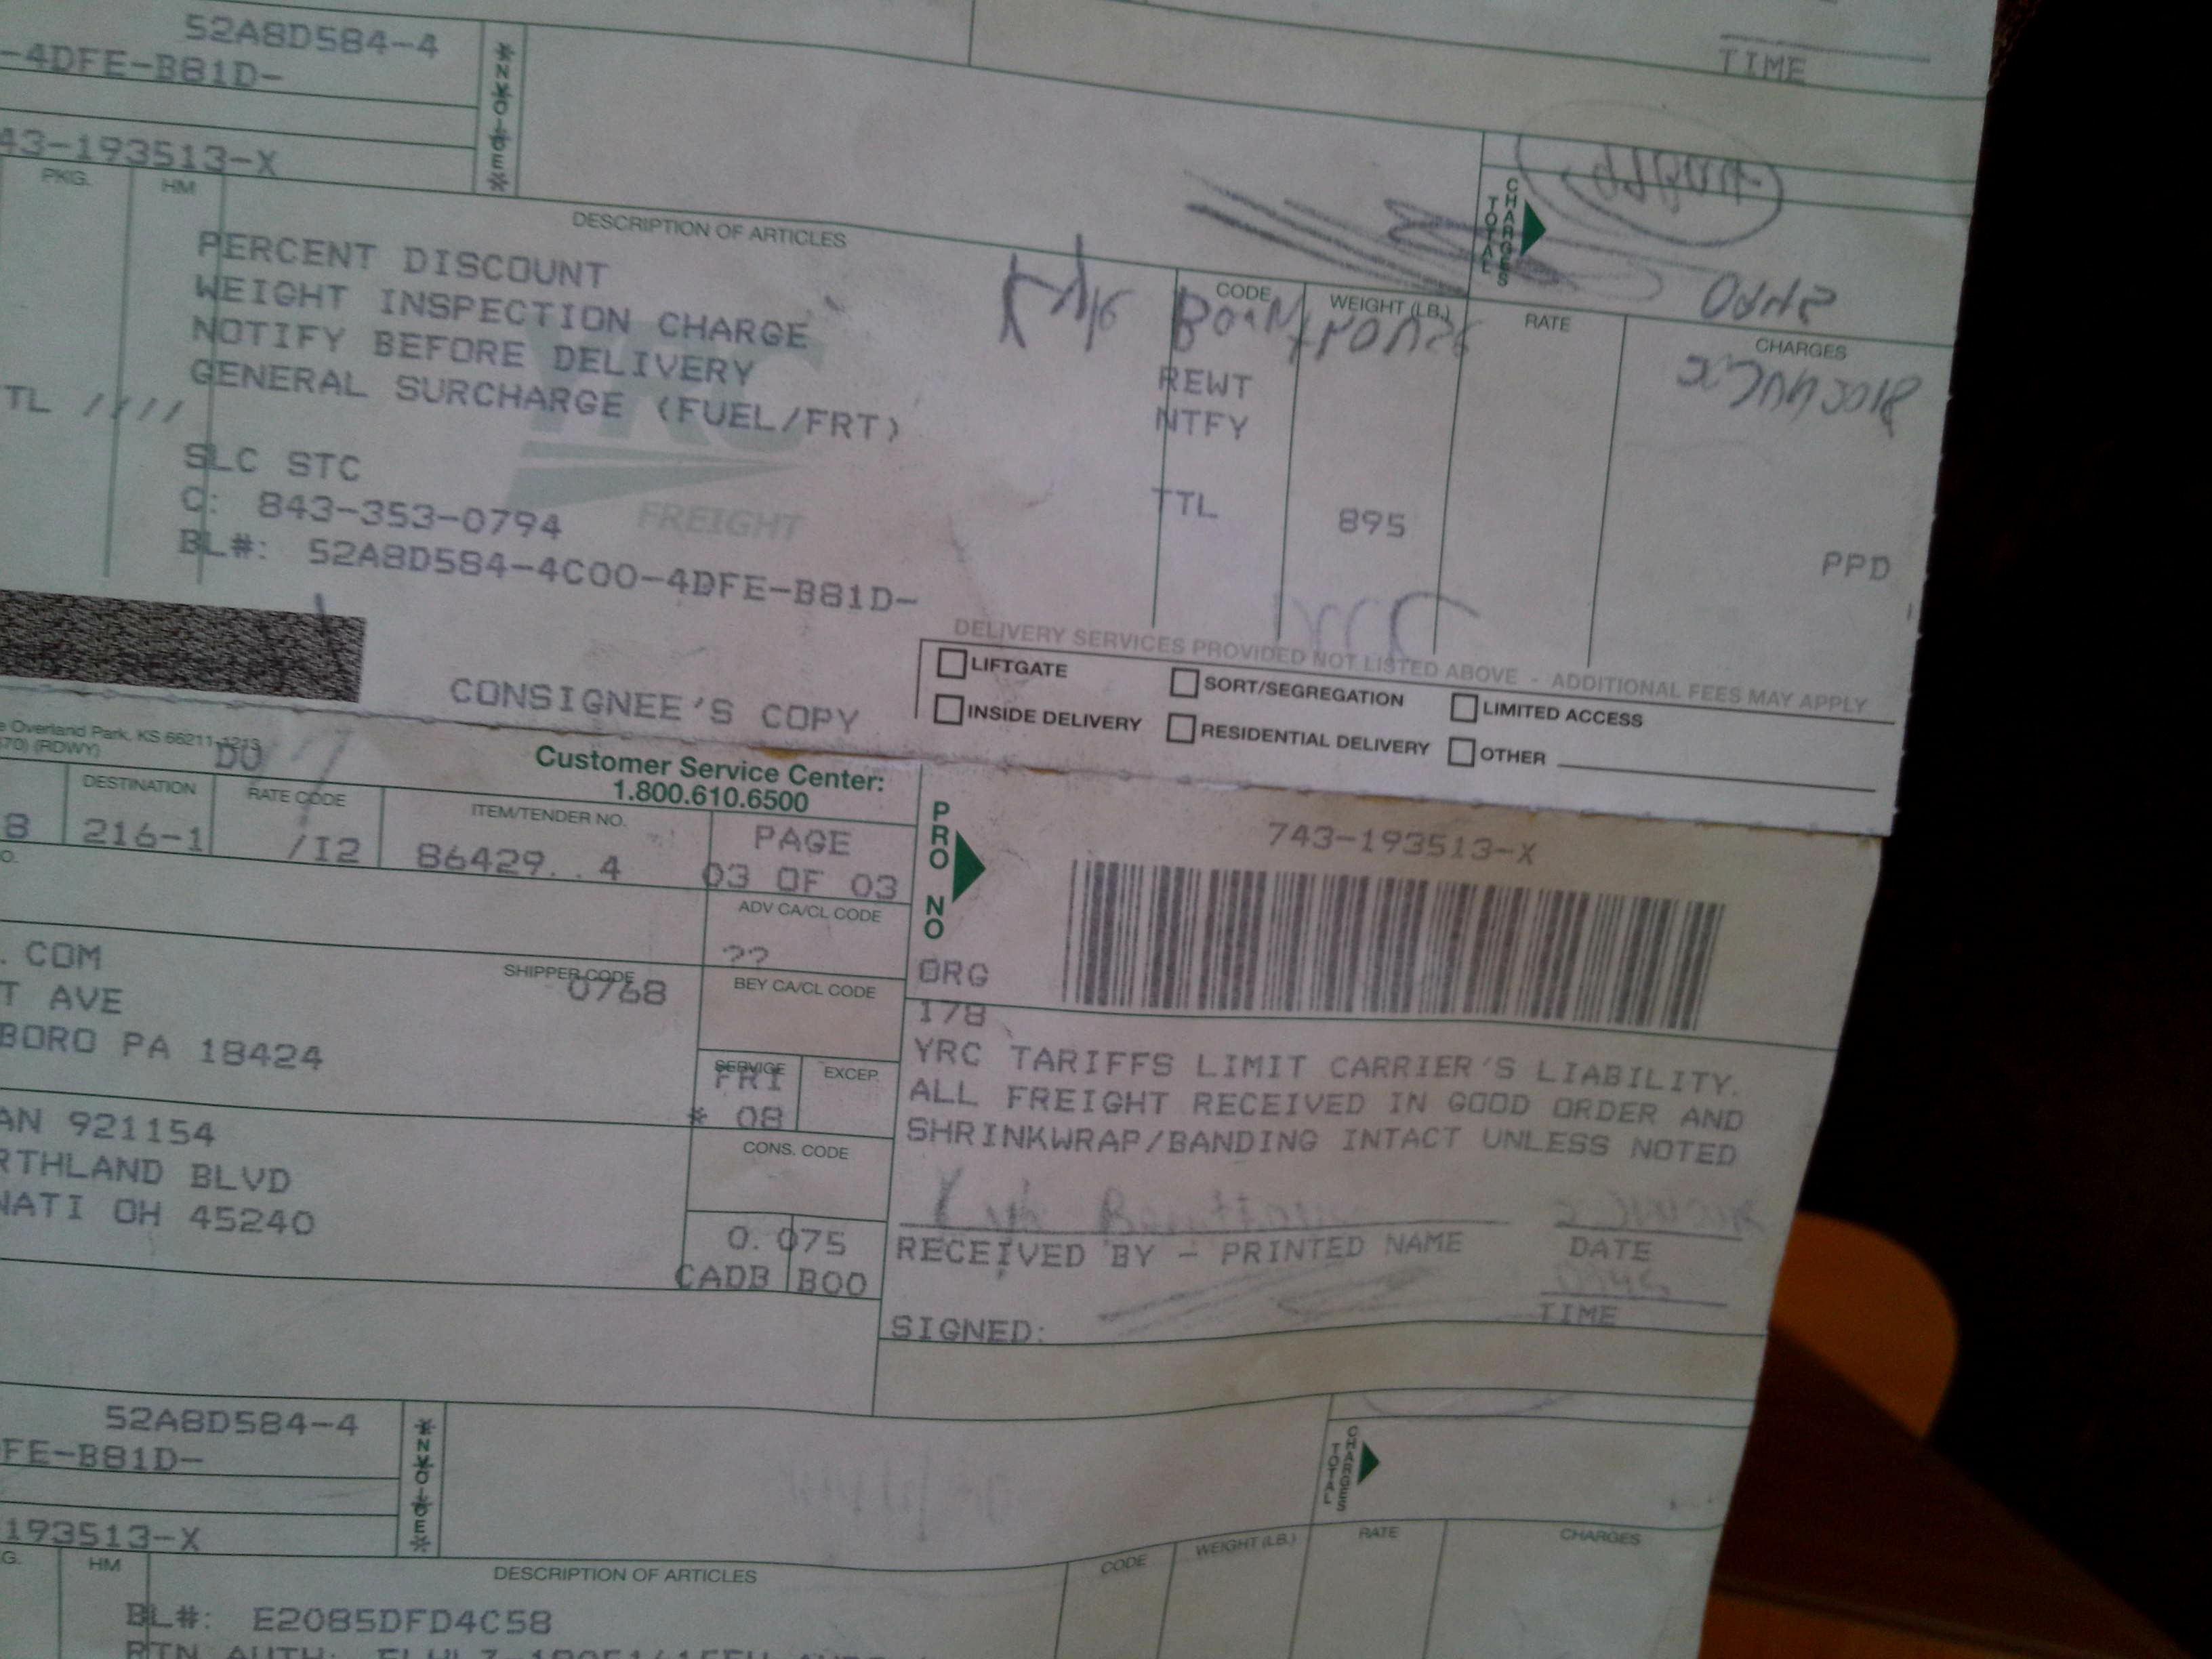 TIME
52A8D584-4
-4DFE-B81D-
*INVOICE*
43-193513-X
TOTAL CHARGES
PKG. HM DESCRIPTION OF ARTICLES CODE WEIGHT (LB.) RATE CHARGES
PERCENT DISCOUNT
WEIGHT INSPECTION CHARGE REWT
NOTIFY BEFORE DELIVERY NTFY
GENERAL SURCHARGE (FUEL/FRT)
TL //// TTL 895 PPD
SLC STC
C: 843-353-0794
BL#: 52A8D584-4C00-4DFE-B81D-
YRC
FREIGHT
DELIVERY SERVICES PROVIDED NOT LISTED ABOVE - ADDITIONAL FEES MAY APPLY
LIFTGATE SORT/SEGREGATION LIMITED ACCESS
INSIDE DELIVERY RESIDENTIAL DELIVERY OTHER
CONSIGNEE'S COPY
Overland Park, KS 66211-1213
70) (RDWY) DO
Customer Service Center:
1.800.610.6500
DESTINATION RATE CODE ITEM/TENDER NO. PAGE
8 216-1 /I2 86429. . 4 03 OF 03
PRO NO
743-193513-X
ADV CA/CL CODE
??
ORG
178
. COM SHIPPER CODE BEY CA/CL CODE
0768
T AVE
BORO PA 18424
SERVICE EXCEP.
FRI
* 08
YRC TARIFFS LIMIT CARRIER'S LIABILITY.
ALL FREIGHT RECEIVED IN GOOD ORDER AND
SHRINKWRAP/BANDING INTACT UNLESS NOTED
AN 921154 CONS. CODE
RTHLAND BLVD
NATI OH 45240
0.075
CADB BOO
RECEIVED BY - PRINTED NAME DATE
0745
TIME
SIGNED:
52A8D584-4
FE-B81D-
*INVOICE*
193513-X
TOTAL CHARGES
G. HM DESCRIPTION OF ARTICLES CODE WEIGHT (LB.) RATE CHARGES
BL#: E2085DFD4C58
RTN AUTH: